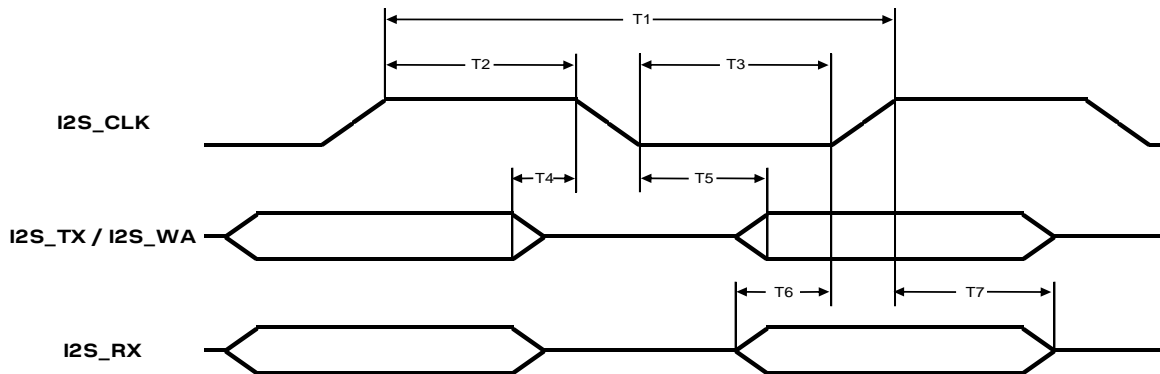 T1
T2
T3
I2S_CLK
T4
T5
I2S_TX / I2S_WA
T6
T7
I2S_RX